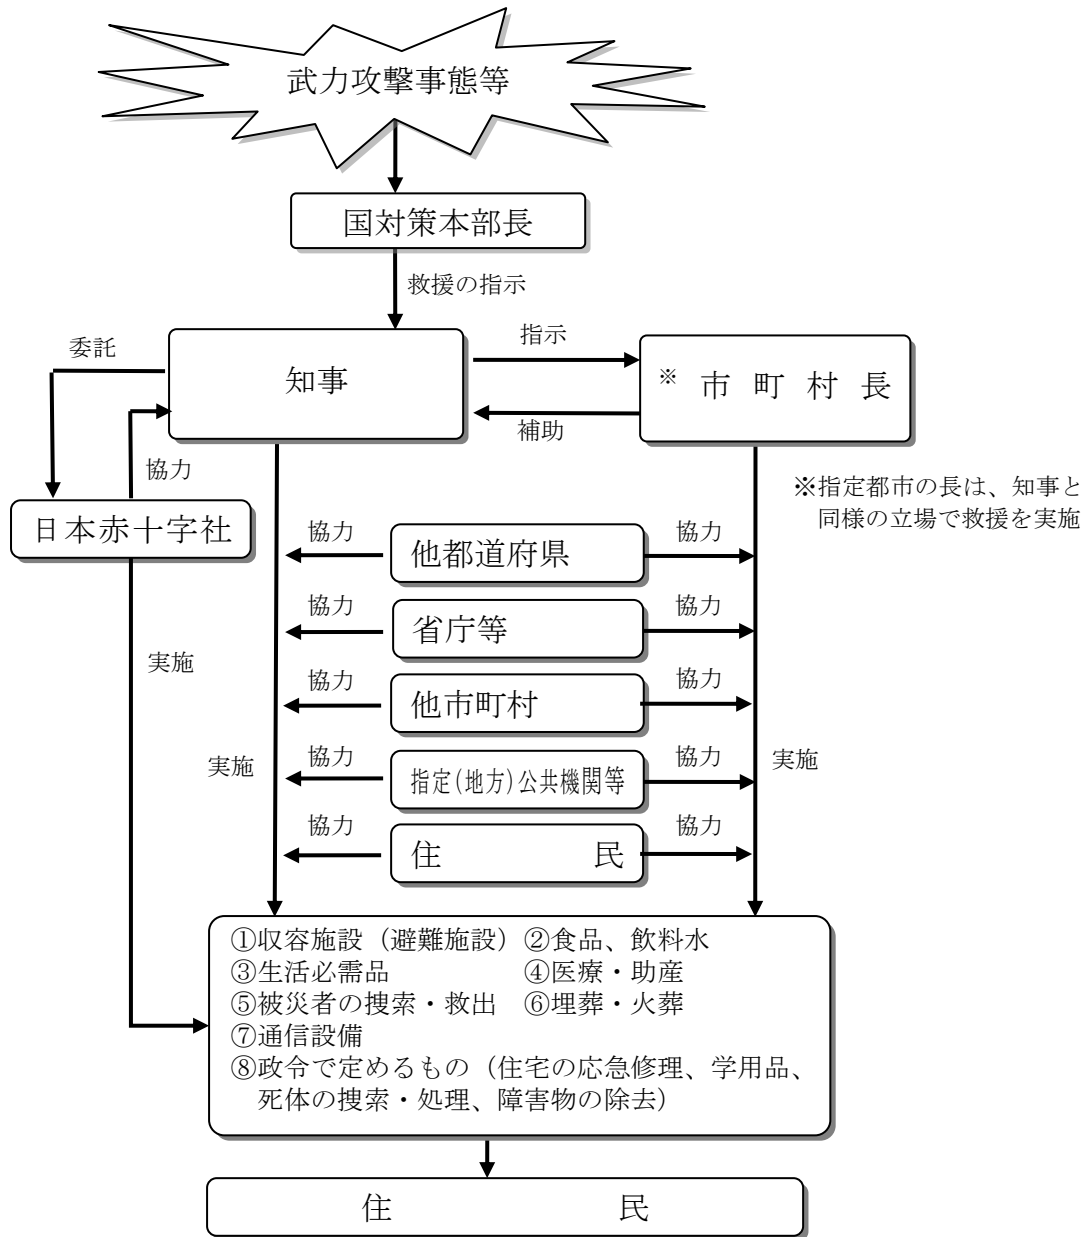 武力攻撃事態等
国対策本部長
救援の指示
委託
知事
指示
※ 市町村長
補助
協力
※指定都市の長は、知事と
同様の立場で救援を実施
日本赤十字社
協力
他都道府県
協力
協力
省庁等
協力
実施
協力
他市町村
協力
実施
協力
指定(地方)公共機関等
協力
実施
協力
住民
協力
①収容施設（避難施設）②食品、飲料水
③生活必需品 ④医療・助産
⑤被災者の捜索・救出 ⑥埋葬・火葬
⑦通信設備
⑧政令で定めるもの（住宅の応急修理、学用品、
死体の捜索・処理、障害物の除去）
住民